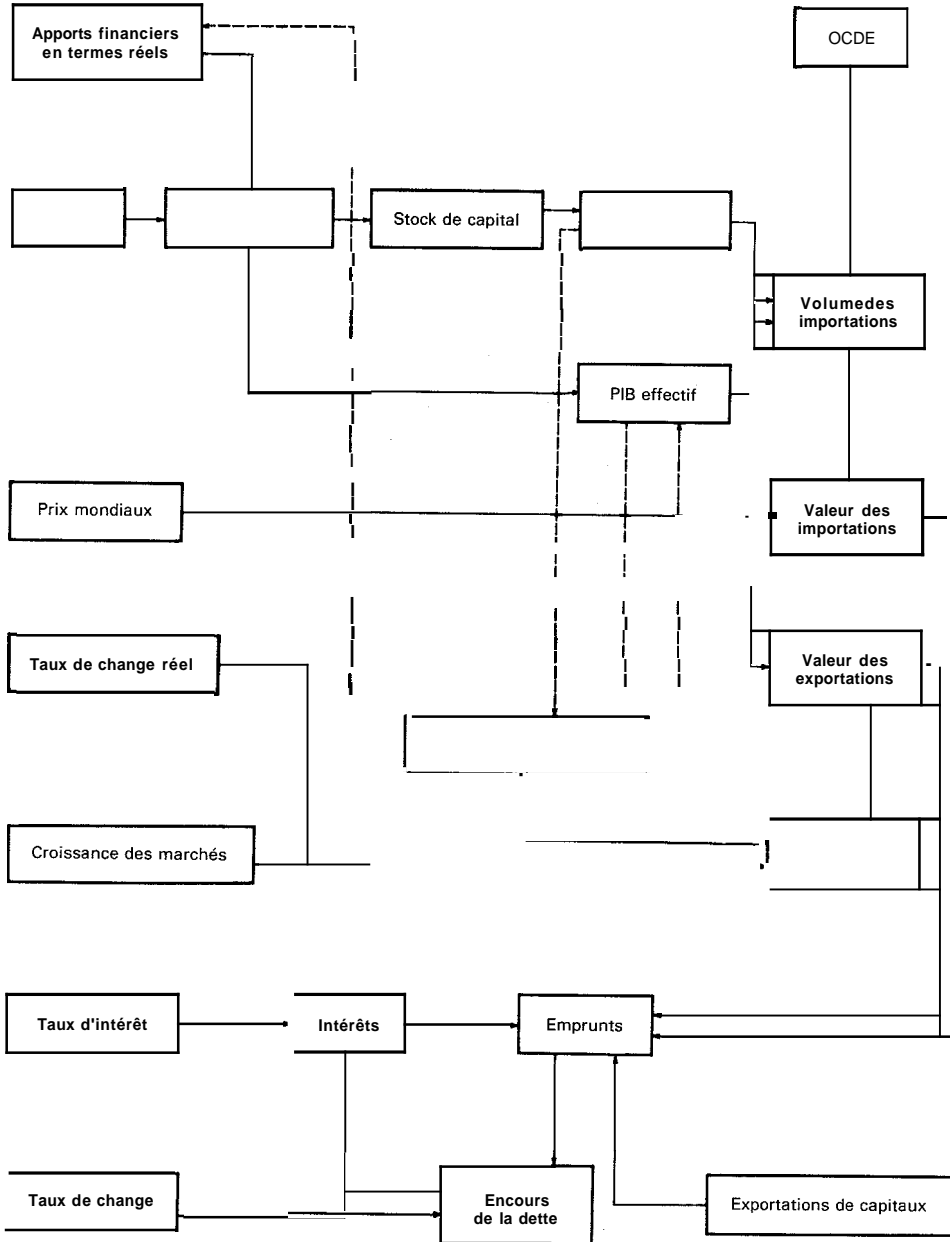 Apports financiers
en termes réels
OCDE
Stock de capital
Volumedes
importations
PIB effectif
Prix mondiaux
Valeur des
importations
Taux de change réel
Valeur des
exportations
Croissance des marchés
Taux d'intérêt
Intérêts
Emprunts
Taux de change
Encours
de la dette
Exportations de capitaux